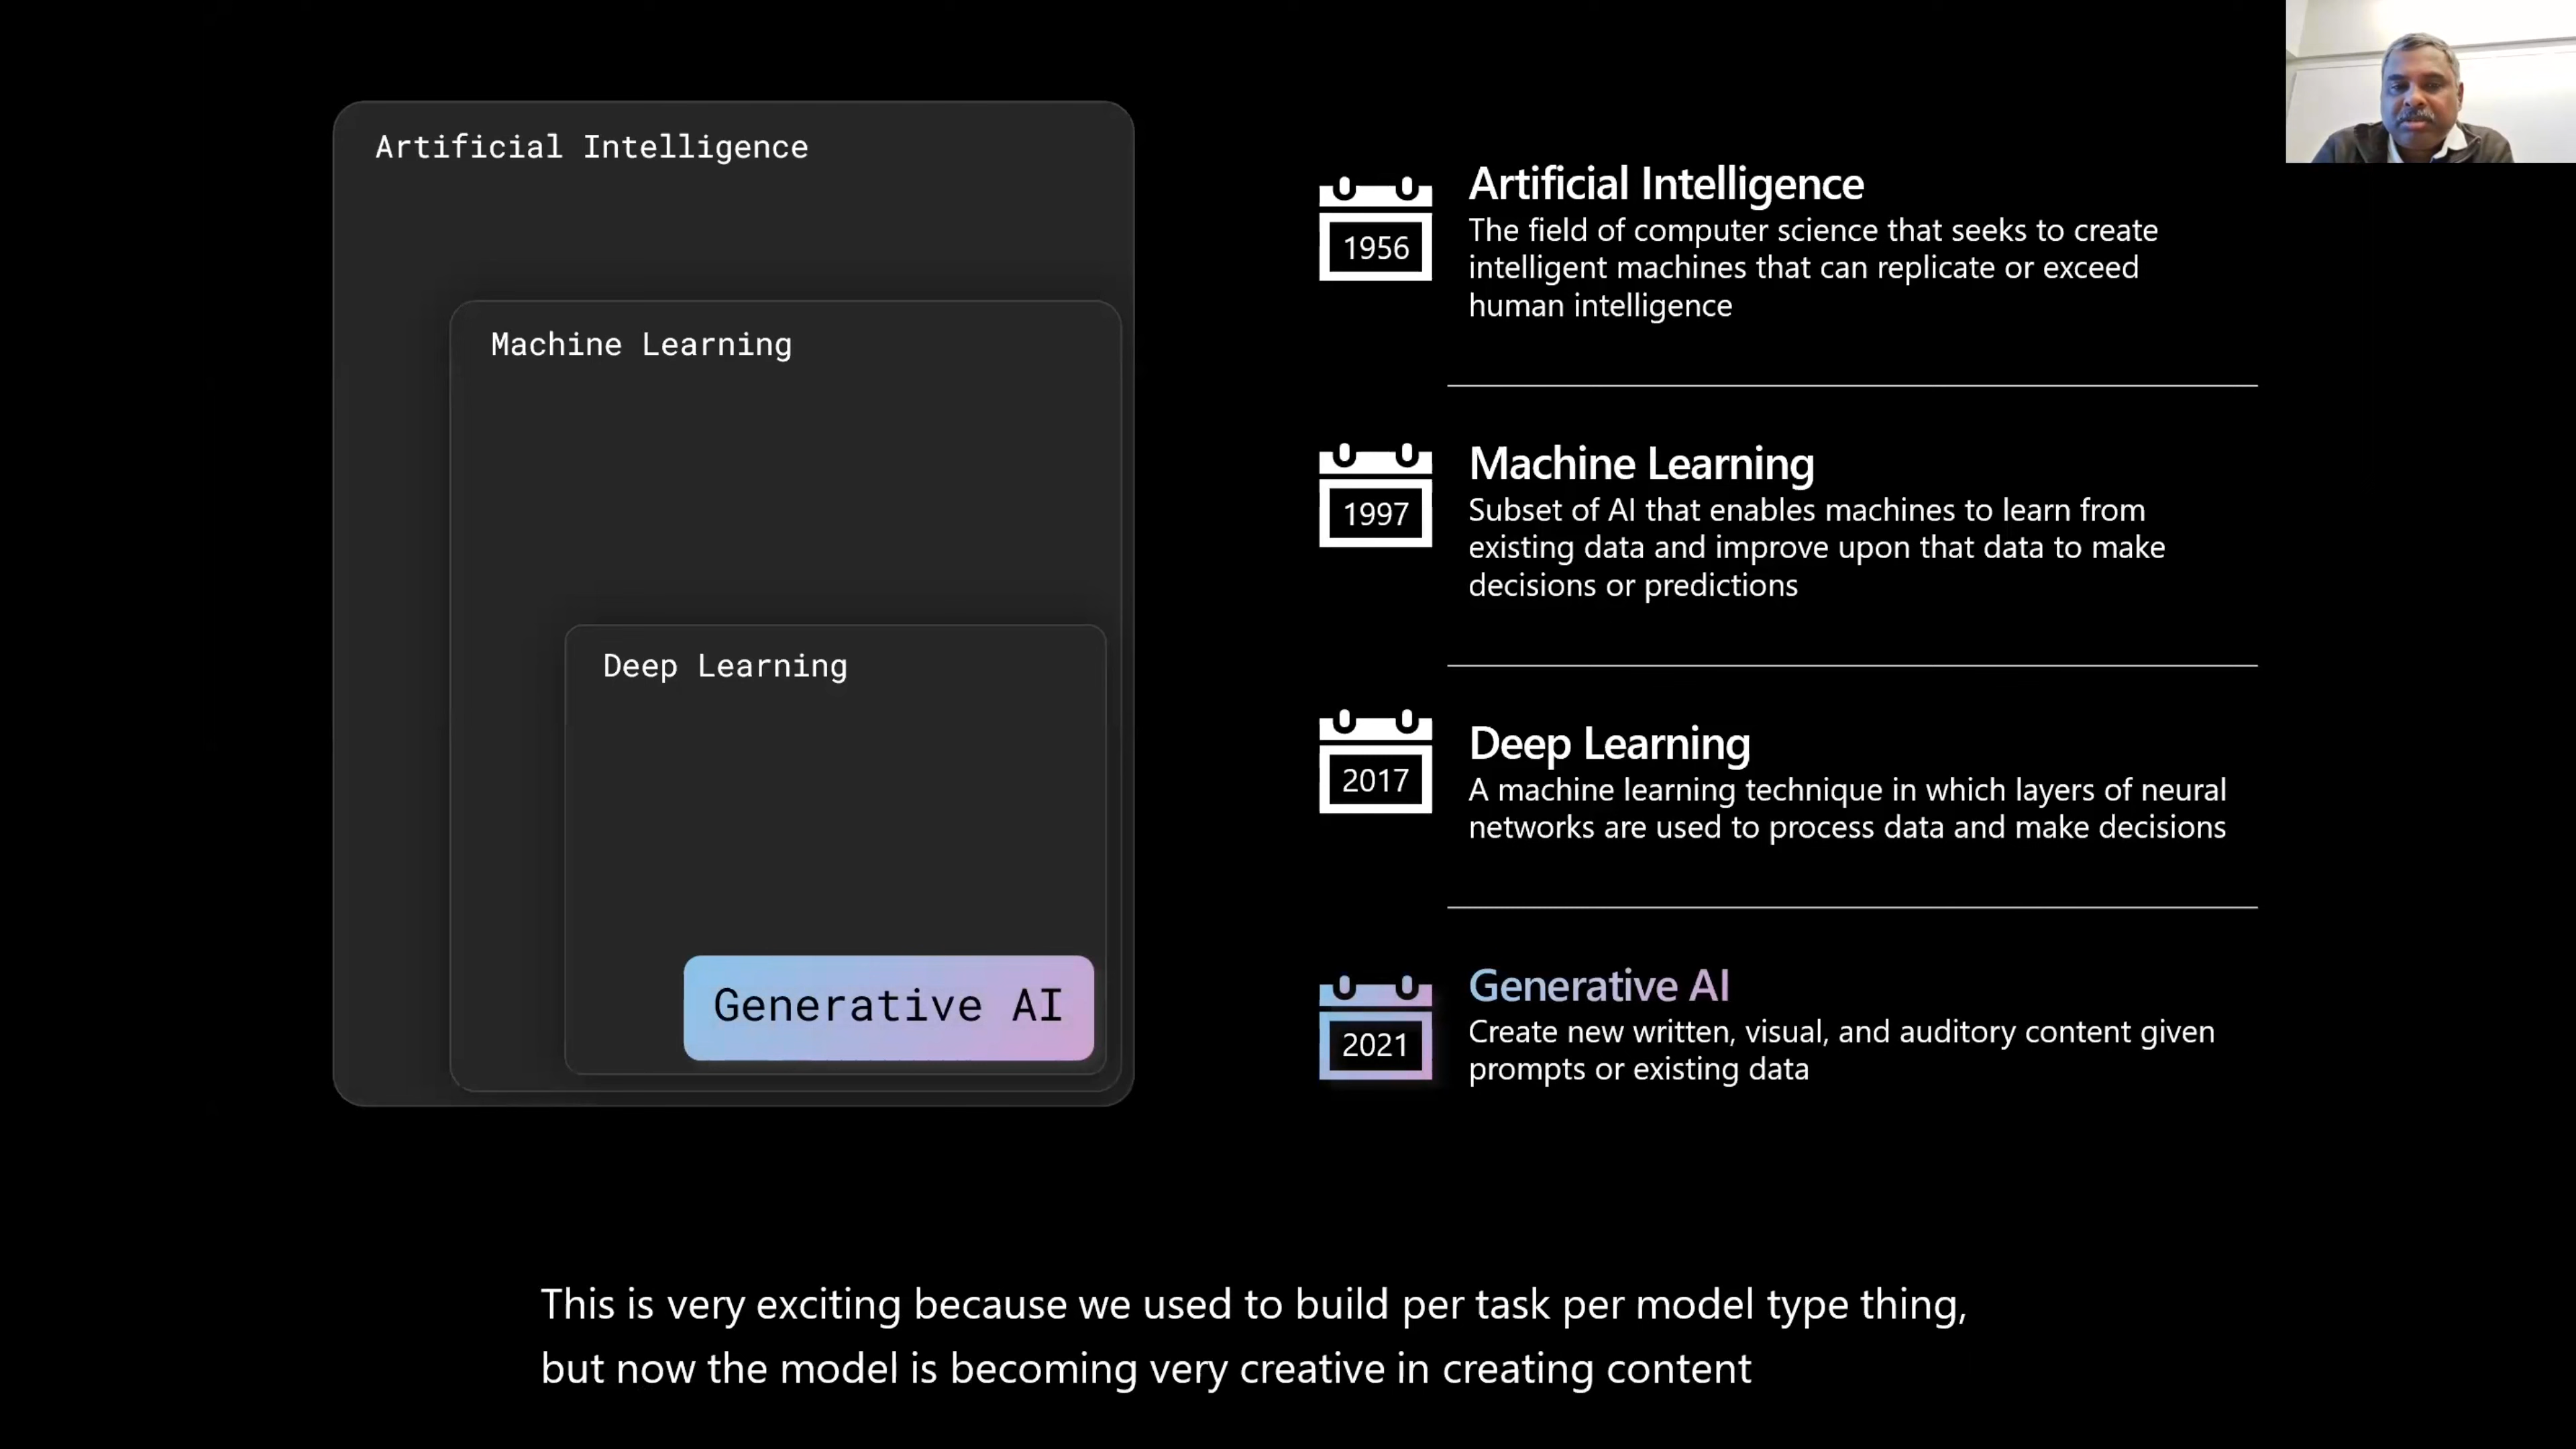 Artificial Intelligence
Machine Learning
Deep Learning
Generative AI
1956
Artificial Intelligence
The field of computer science that seeks to create
intelligent machines that can replicate or exceed
human intelligence
1997
Machine Learning
Subset of AI that enables machines to learn from
existing data and improve upon that data to make
decisions or predictions
2017
Deep Learning
A machine learning technique in which layers of neural
networks are used to process data and make decisions
2021
Generative AI
Create new written, visual, and auditory content given
prompts or existing data
This is very exciting because we used to build per task per model type thing,
but now the model is becoming very creative in creating content